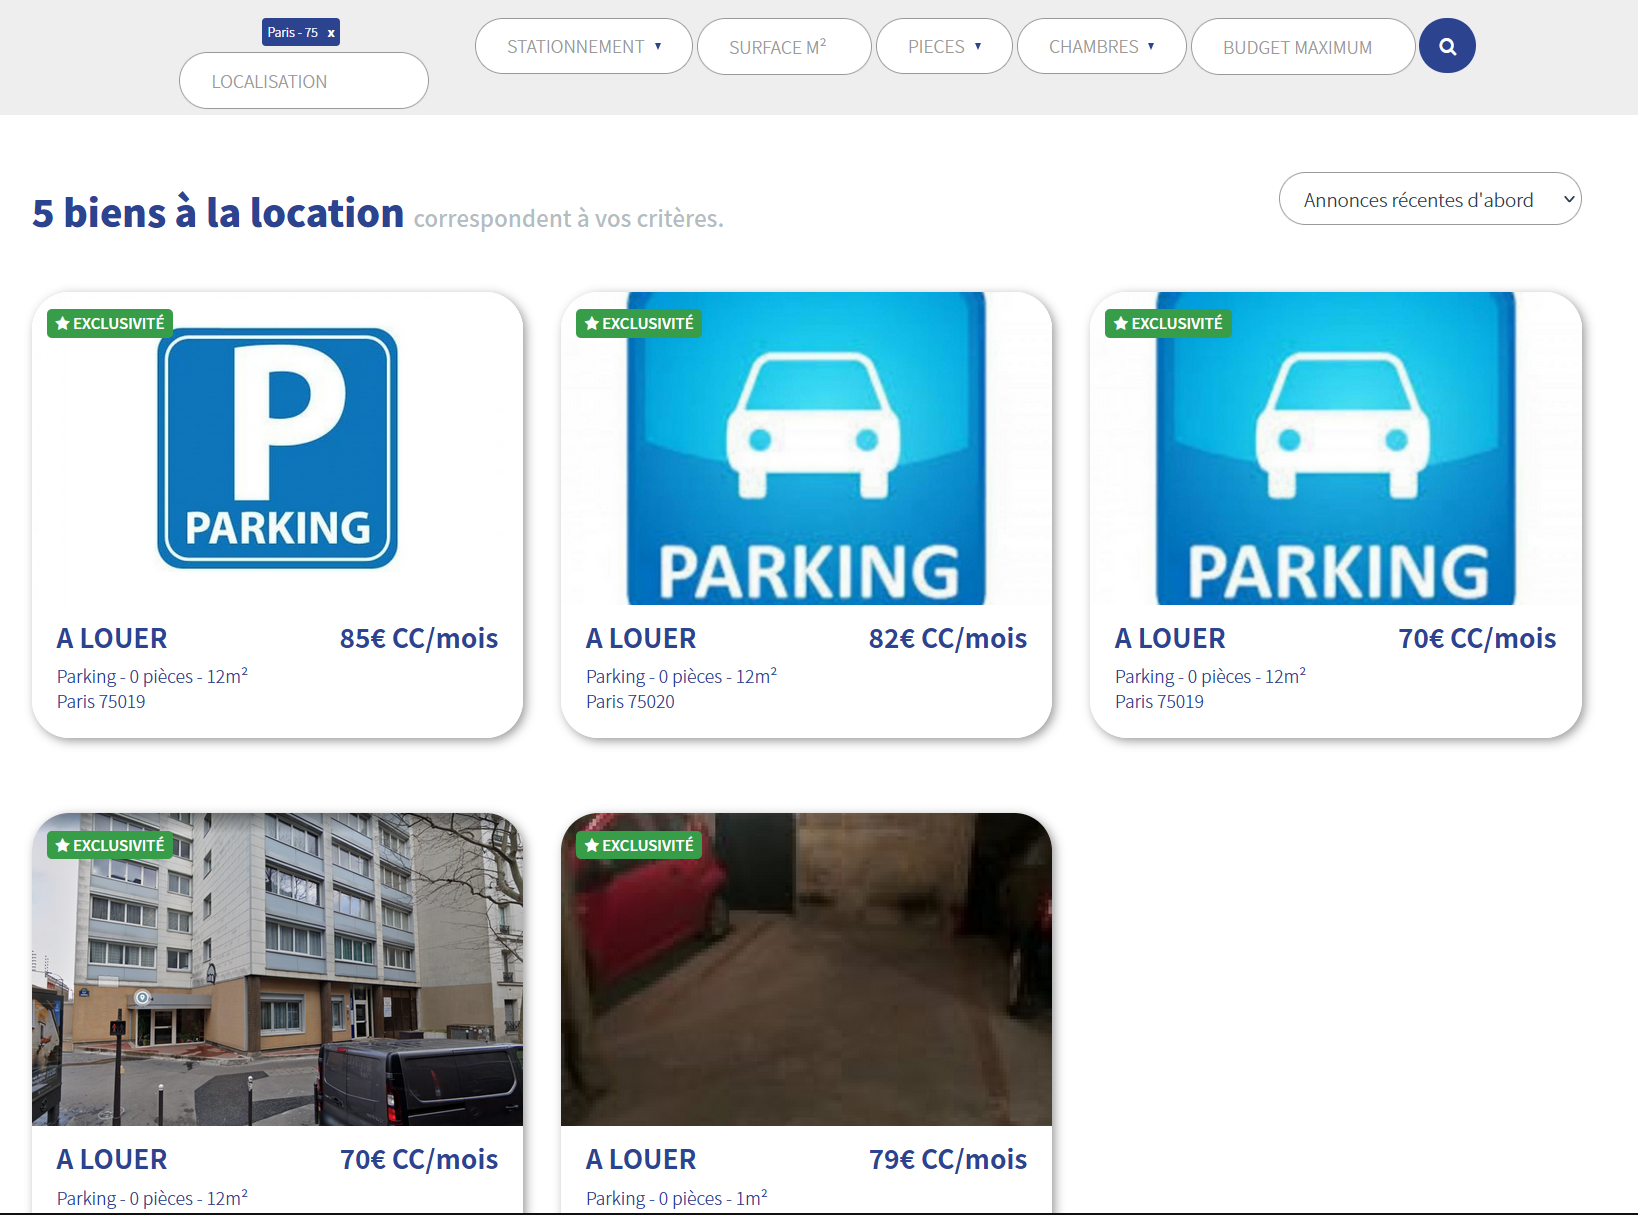 Paris - 75 x
LOCALISATION
STATIONNEMENT ▼
SURFACE M²
PIECES ▼
CHAMBRES ▼
BUDGET MAXIMUM
5 biens à la location correspondent à vos critères.
Annonces récentes d'abord
EXCLUSIVITÉ
P
PARKING
A LOUER 85€ CC/mois
Parking - 0 pièces - 12m²
Paris 75019
EXCLUSIVITÉ
PARKING
A LOUER 82€ CC/mois
Parking - 0 pièces - 12m²
Paris 75020
EXCLUSIVITÉ
PARKING
A LOUER 70€ CC/mois
Parking - 0 pièces - 12m²
Paris 75019
EXCLUSIVITÉ
A LOUER 70€ CC/mois
Parking - 0 pièces - 12m²
EXCLUSIVITÉ
A LOUER 79€ CC/mois
Parking - 0 pièces - 1m²